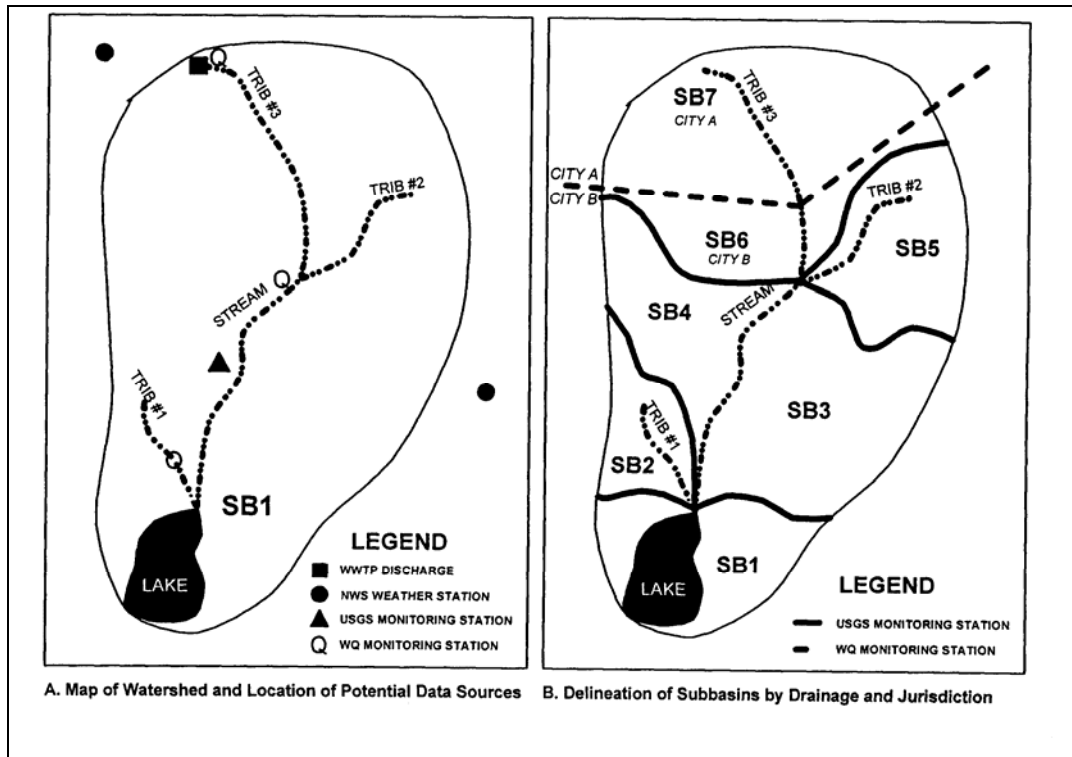 Q
TRIB #3
TRIB #2
Q
STREAM
TRIB #1
Q
SB1
LAKE
LEGEND
WWTP DISCHARGE
NWS WEATHER STATION
USGS MONITORING STATION
Q WQ MONITORING STATION
A. Map of Watershed and Location of Potential Data Sources
SB7
CITY A
TRIB #3
CITY A
CITY B
TRIB #2
SB6
CITY B
SB5
STREAM
SB4
SB3
TRIB #1
SB2
SB1
LAKE
LEGEND
USGS MONITORING STATION
WQ MONITORING STATION
B. Delineation of Subbasins by Drainage and Jurisdiction